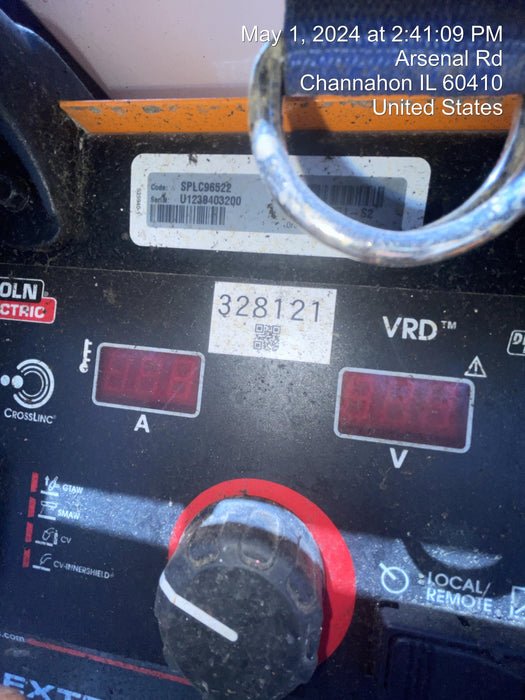 May 1, 2024 at 2:41:09 PM
Arsenal Rd
Channahon IL 60410
United States
Code: SPLC96522
Serial: U1238403200
S2
OLN
CTRIC
328121
VRD™
CROSSLINC
A
V
GTAW
SMAW
CV
CV-INNERSHIELD
LOCAL/
REMOTE
.com
EXT